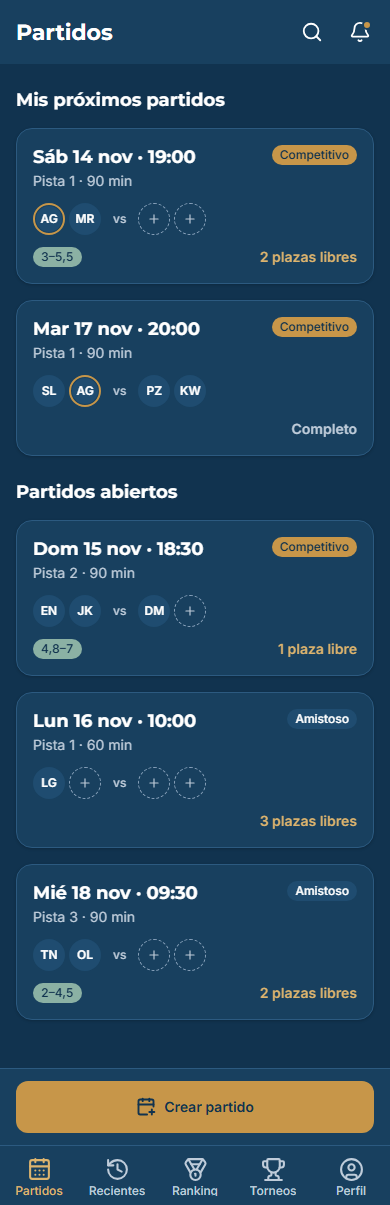 Partidos
Mis próximos partidos
Sáb 14 nov · 19:00 Competitivo
Pista 1 · 90 min
AG MR vs + +
3–5,5 2 plazas libres
Mar 17 nov · 20:00 Competitivo
Pista 1 · 90 min
SL AG vs PZ KW
Completo
Partidos abiertos
Dom 15 nov · 18:30 Competitivo
Pista 2 · 90 min
EN JK vs DM +
4,8–7 1 plaza libre
Lun 16 nov · 10:00 Amistoso
Pista 1 · 60 min
LG + vs + +
3 plazas libres
Mié 18 nov · 09:30 Amistoso
Pista 3 · 90 min
TN OL vs + +
2–4,5 2 plazas libres
Crear partido
Partidos Recientes Ranking Torneos Perfil